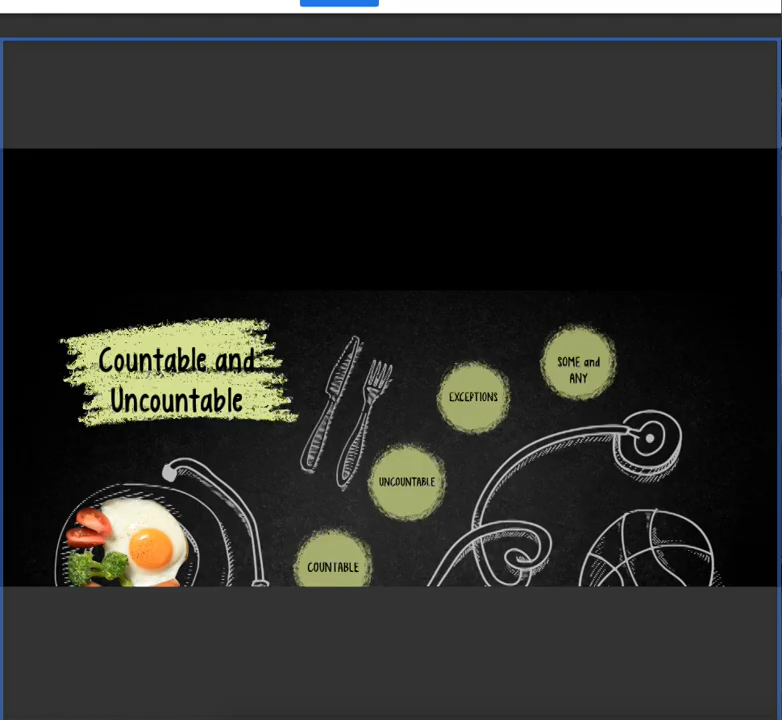 Countable and
Uncountable
SOME and
ANY
EXCEPTIONS
UNCOUNTABLE
COUNTABLE